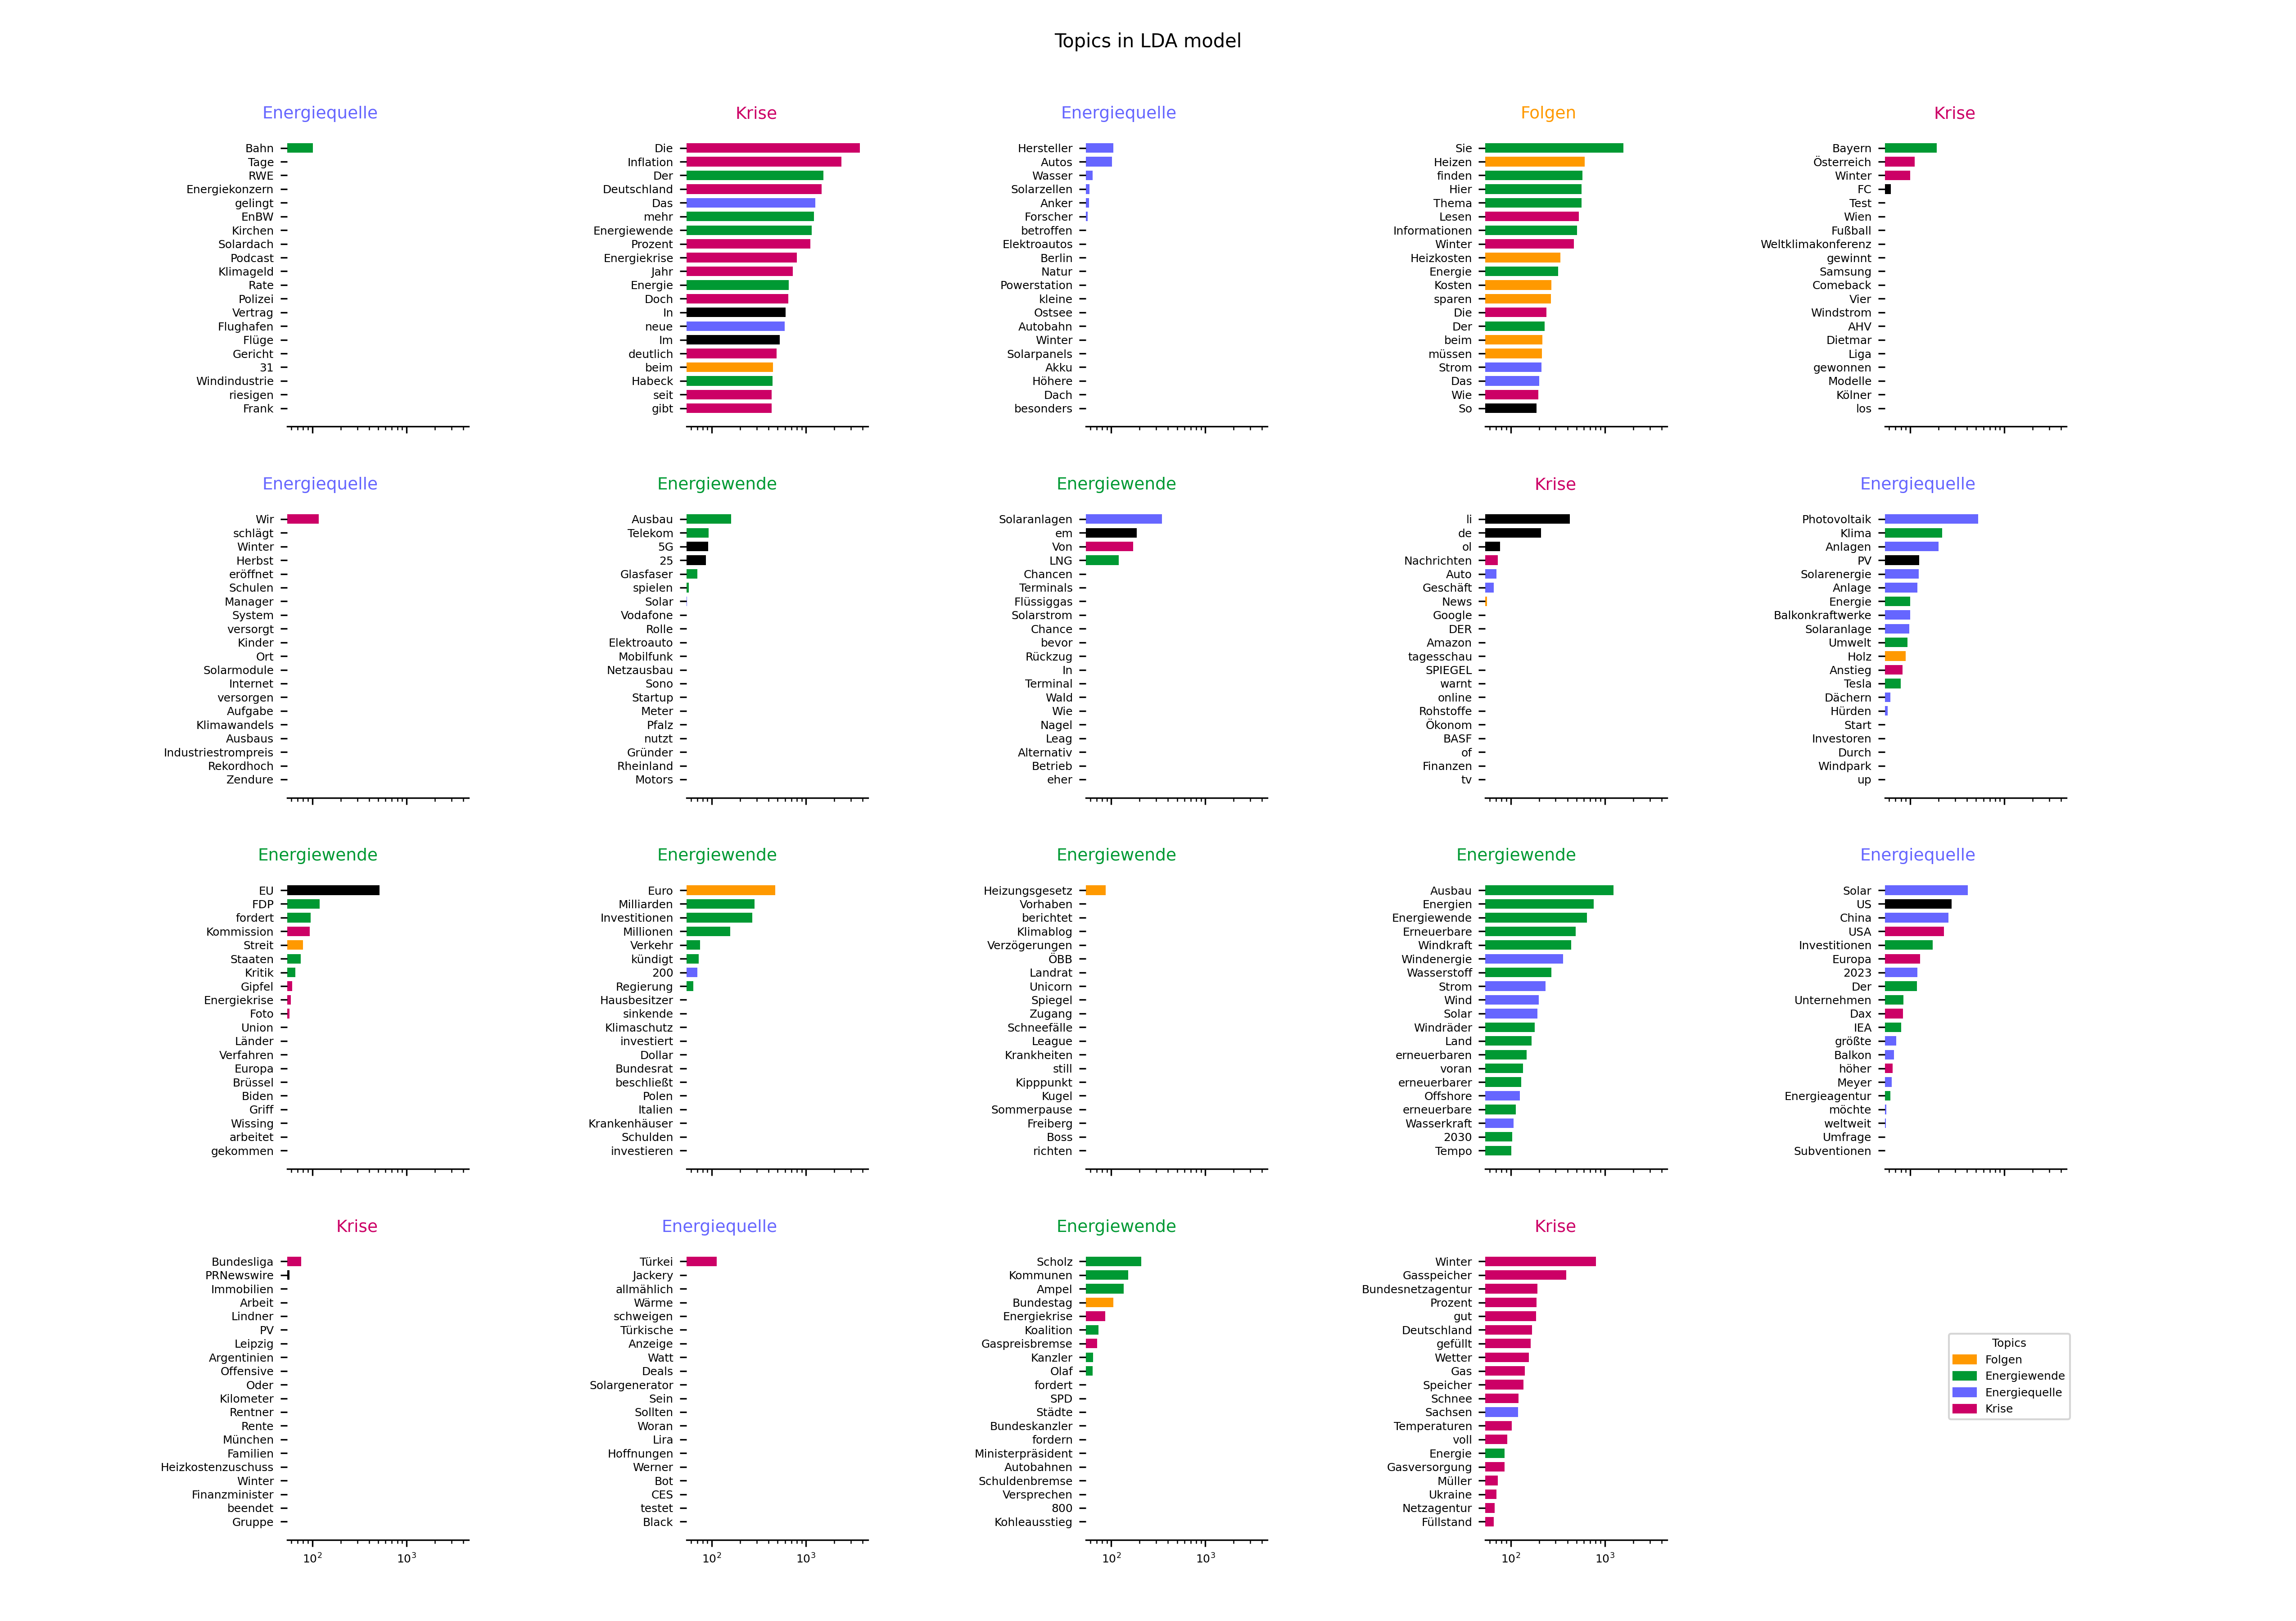 Topics in LDA model
Energiequelle
Bahn
Tage
RWE
Energiekonzern
gelingt
EnBW
Kirchen
Solardach
Podcast
Klimageld
Rate
Polizei
Vertrag
Flughafen
Flüge
Gericht
31
Windindustrie
riesigen
Frank
Krise
Die
Inflation
Der
Deutschland
Das
mehr
Energiewende
Prozent
Energiekrise
Jahr
Energie
Doch
In
neue
Im
deutlich
beim
Habeck
seit
gibt
Energiequelle
Hersteller
Autos
Wasser
Solarzellen
Anker
Forscher
betroffen
Elektroautos
Berlin
Natur
Powerstation
kleine
Ostsee
Autobahn
Winter
Solarpanels
Akku
Höhere
Dach
besonders
Folgen
Sie
Heizen
finden
Hier
Thema
Lesen
Informationen
Winter
Heizkosten
Energie
Kosten
sparen
Die
Der
beim
müssen
Strom
Das
Wie
So
Krise
Bayern
Österreich
Winter
FC
Test
Wien
Fußball
Weltklimakonferenz
gewinnt
Samsung
Comeback
Vier
Windstrom
AHV
Dietmar
Liga
gewonnen
Modelle
Kölner
los
Energiequelle
Wir
schlägt
Winter
Herbst
eröffnet
Schulen
Manager
System
versorgt
Kinder
Ort
Solarmodule
Internet
versorgen
Aufgabe
Klimawandels
Ausbaus
Industriestrompreis
Rekordhoch
Zendure
Energiewende
Ausbau
Telekom
5G
25
Glasfaser
spielen
Solar
Vodafone
Rolle
Elektroauto
Mobilfunk
Netzausbau
Sono
Startup
Meter
Pfalz
nutzt
Gründer
Rheinland
Motors
Energiewende
Solaranlagen
em
Von
LNG
Chancen
Terminals
Flüssiggas
Solarstrom
Chance
bevor
Rückzug
In
Terminal
Wald
Wie
Nagel
Leag
Alternativ
Betrieb
eher
Krise
li
de
ol
Nachrichten
Auto
Geschäft
News
Google
DER
Amazon
tagesschau
SPIEGEL
warnt
online
Rohstoffe
Ökonom
BASF
of
Finanzen
tv
Energiequelle
Photovoltaik
Klima
Anlagen
PV
Solarenergie
Anlage
Energie
Balkonkraftwerke
Solaranlage
Umwelt
Holz
Anstieg
Tesla
Dächern
Hürden
Start
Investoren
Durch
Windpark
up
Energiewende
EU
FDP
fordert
Kommission
Streit
Staaten
Kritik
Gipfel
Energiekrise
Foto
Union
Länder
Verfahren
Europa
Brüssel
Biden
Griff
Wissing
arbeitet
gekommen
Energiewende
Euro
Milliarden
Investitionen
Millionen
Verkehr
kündigt
200
Regierung
Hausbesitzer
sinkende
Klimaschutz
investiert
Dollar
Bundesrat
beschließt
Polen
Italien
Krankenhäuser
Schulden
investieren
Energiewende
Heizungsgesetz
Vorhaben
berichtet
Klimablog
Verzögerungen
ÖBB
Landrat
Unicorn
Spiegel
Zugang
Schneefälle
League
Krankheiten
still
Kipppunkt
Kugel
Sommerpause
Freiberg
Boss
richten
Energiewende
Ausbau
Energien
Energiewende
Erneuerbare
Windkraft
Windenergie
Wasserstoff
Strom
Wind
Solar
Windräder
Land
erneuerbaren
voran
erneuerbarer
Offshore
erneuerbare
Wasserkraft
2030
Tempo
Energiequelle
Solar
US
China
USA
Investitionen
Europa
2023
Der
Unternehmen
Dax
IEA
größte
Balkon
höher
Meyer
Energieagentur
möchte
weltweit
Umfrage
Subventionen
Krise
Bundesliga
PRNewswire
Immobilien
Arbeit
Lindner
PV
Leipzig
Argentinien
Offensive
Oder
Kilometer
Rentner
Rente
München
Familien
Heizkostenzuschuss
Winter
Finanzminister
beendet
Gruppe
10² 10³
Energiequelle
Türkei
Jackery
allmählich
Wärme
schweigen
Türkische
Anzeige
Watt
Deals
Solargenerator
Sein
Sollten
Woran
Lira
Hoffnungen
Werner
Bot
CES
testet
Black
10² 10³
Energiewende
Scholz
Kommunen
Ampel
Bundestag
Energiekrise
Koalition
Gaspreisbremse
Kanzler
Olaf
fordert
SPD
Städte
Bundeskanzler
fordern
Ministerpräsident
Autobahnen
Schuldenbremse
Versprechen
800
Kohleausstieg
10² 10³
Krise
Winter
Gasspeicher
Bundesnetzagentur
Prozent
gut
Deutschland
gefüllt
Wetter
Gas
Speicher
Schnee
Sachsen
Temperaturen
voll
Energie
Gasversorgung
Müller
Ukraine
Netzagentur
Füllstand
10² 10³
Topics
Folgen
Energiewende
Energiequelle
Krise